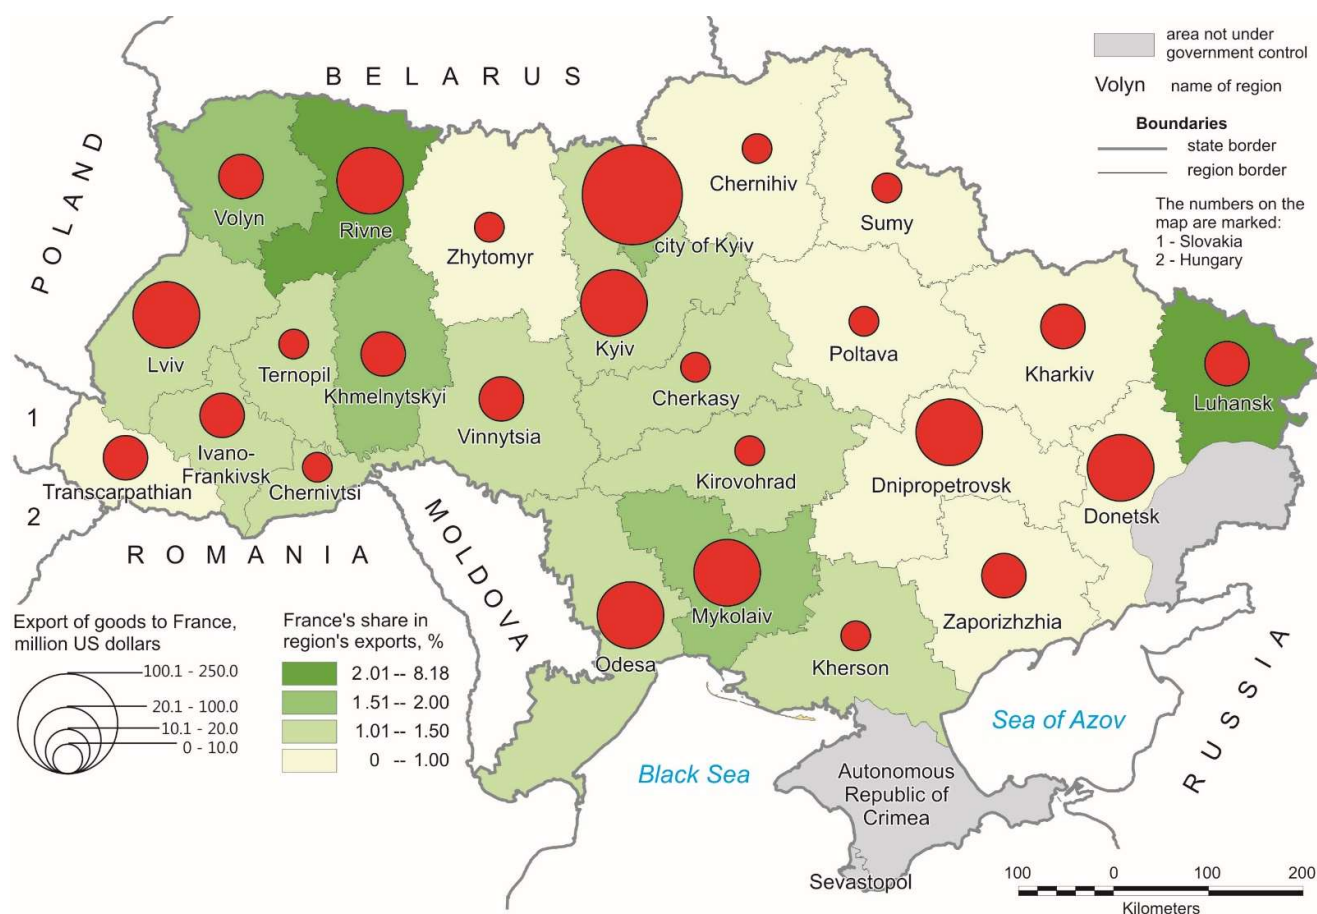 area not under
government control
Volyn name of region
Boundaries
state border
region border
The numbers on the
map are marked:
1 - Slovakia
2 - Hungary
BELARUS
POLAND
Volyn
Rivne
Zhytomyr
city of Kyiv
Chernihiv
Sumy
Lviv
Ternopil
Khmelnytskyi
Kyiv
Cherkasy
Poltava
Kharkiv
Luhansk
1
Transcarpathian
Ivano-
Frankivsk
Chernivtsi
Vinnytsia
Kirovohrad
Dnipropetrovsk
Donetsk
2
ROMANIA
MOLDOVA
Odesa
Mykolaiv
Kherson
Zaporizhzhia
RUSSIA
Sea of Azov
Black Sea
Autonomous
Republic of
Crimea
Sevastopol
Export of goods to France,
million US dollars
100.1 - 250.0
20.1 - 100.0
10.1 - 20.0
0 - 10.0
France's share in
region's exports, %
2.01 -- 8.18
1.51 -- 2.00
1.01 -- 1.50
0 -- 1.00
100 0 100 200
Kilometers